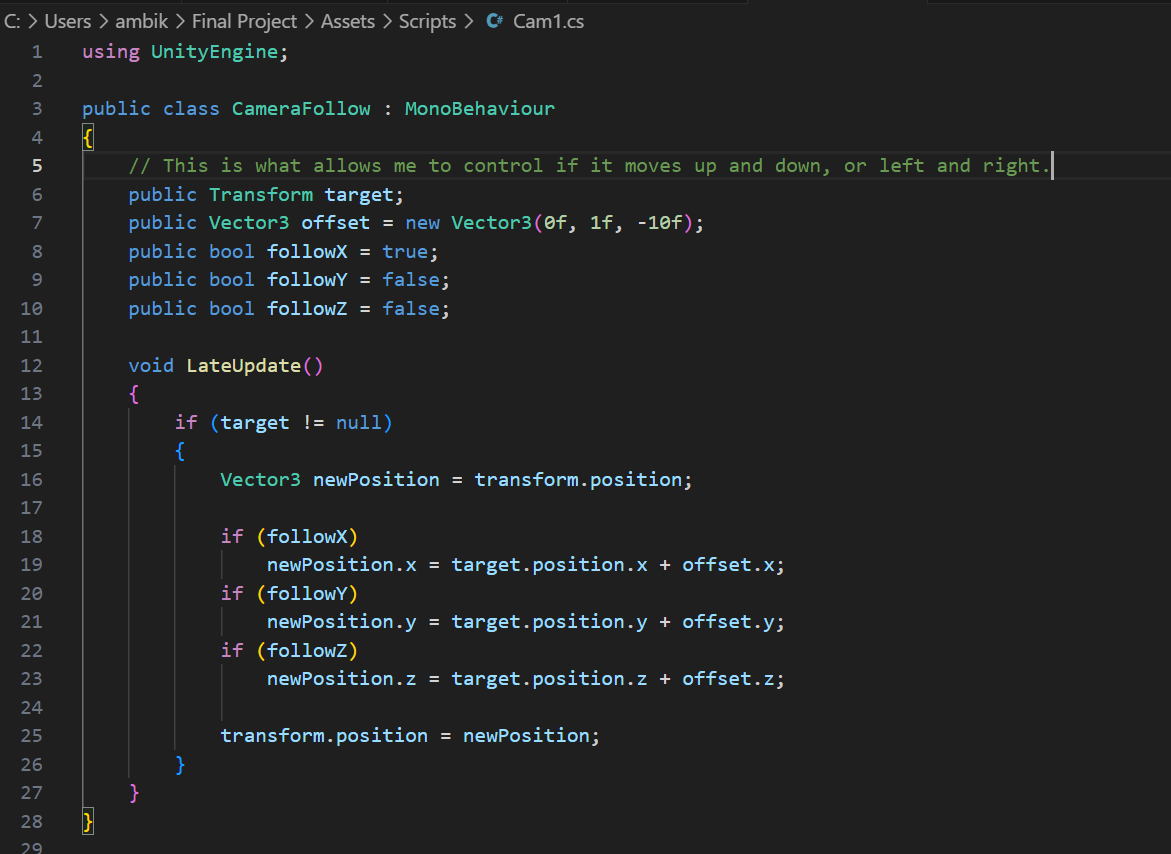 C: > Users > ambik > Final Project > Assets > Scripts > C# Cam1.cs
1 using UnityEngine;
2
3 public class CameraFollow : MonoBehaviour
4 {
5     // This is what allows me to control if it moves up and down, or left and right.
6     public Transform target;
7     public Vector3 offset = new Vector3(0f, 1f, -10f);
8     public bool followX = true;
9     public bool followY = false;
10     public bool followZ = false;
11
12     void LateUpdate()
13     {
14         if (target != null)
15         {
16             Vector3 newPosition = transform.position;
17
18             if (followX)
19                 newPosition.x = target.position.x + offset.x;
20             if (followY)
21                 newPosition.y = target.position.y + offset.y;
22             if (followZ)
23                 newPosition.z = target.position.z + offset.z;
24
25             transform.position = newPosition;
26         }
27     }
28 }
29